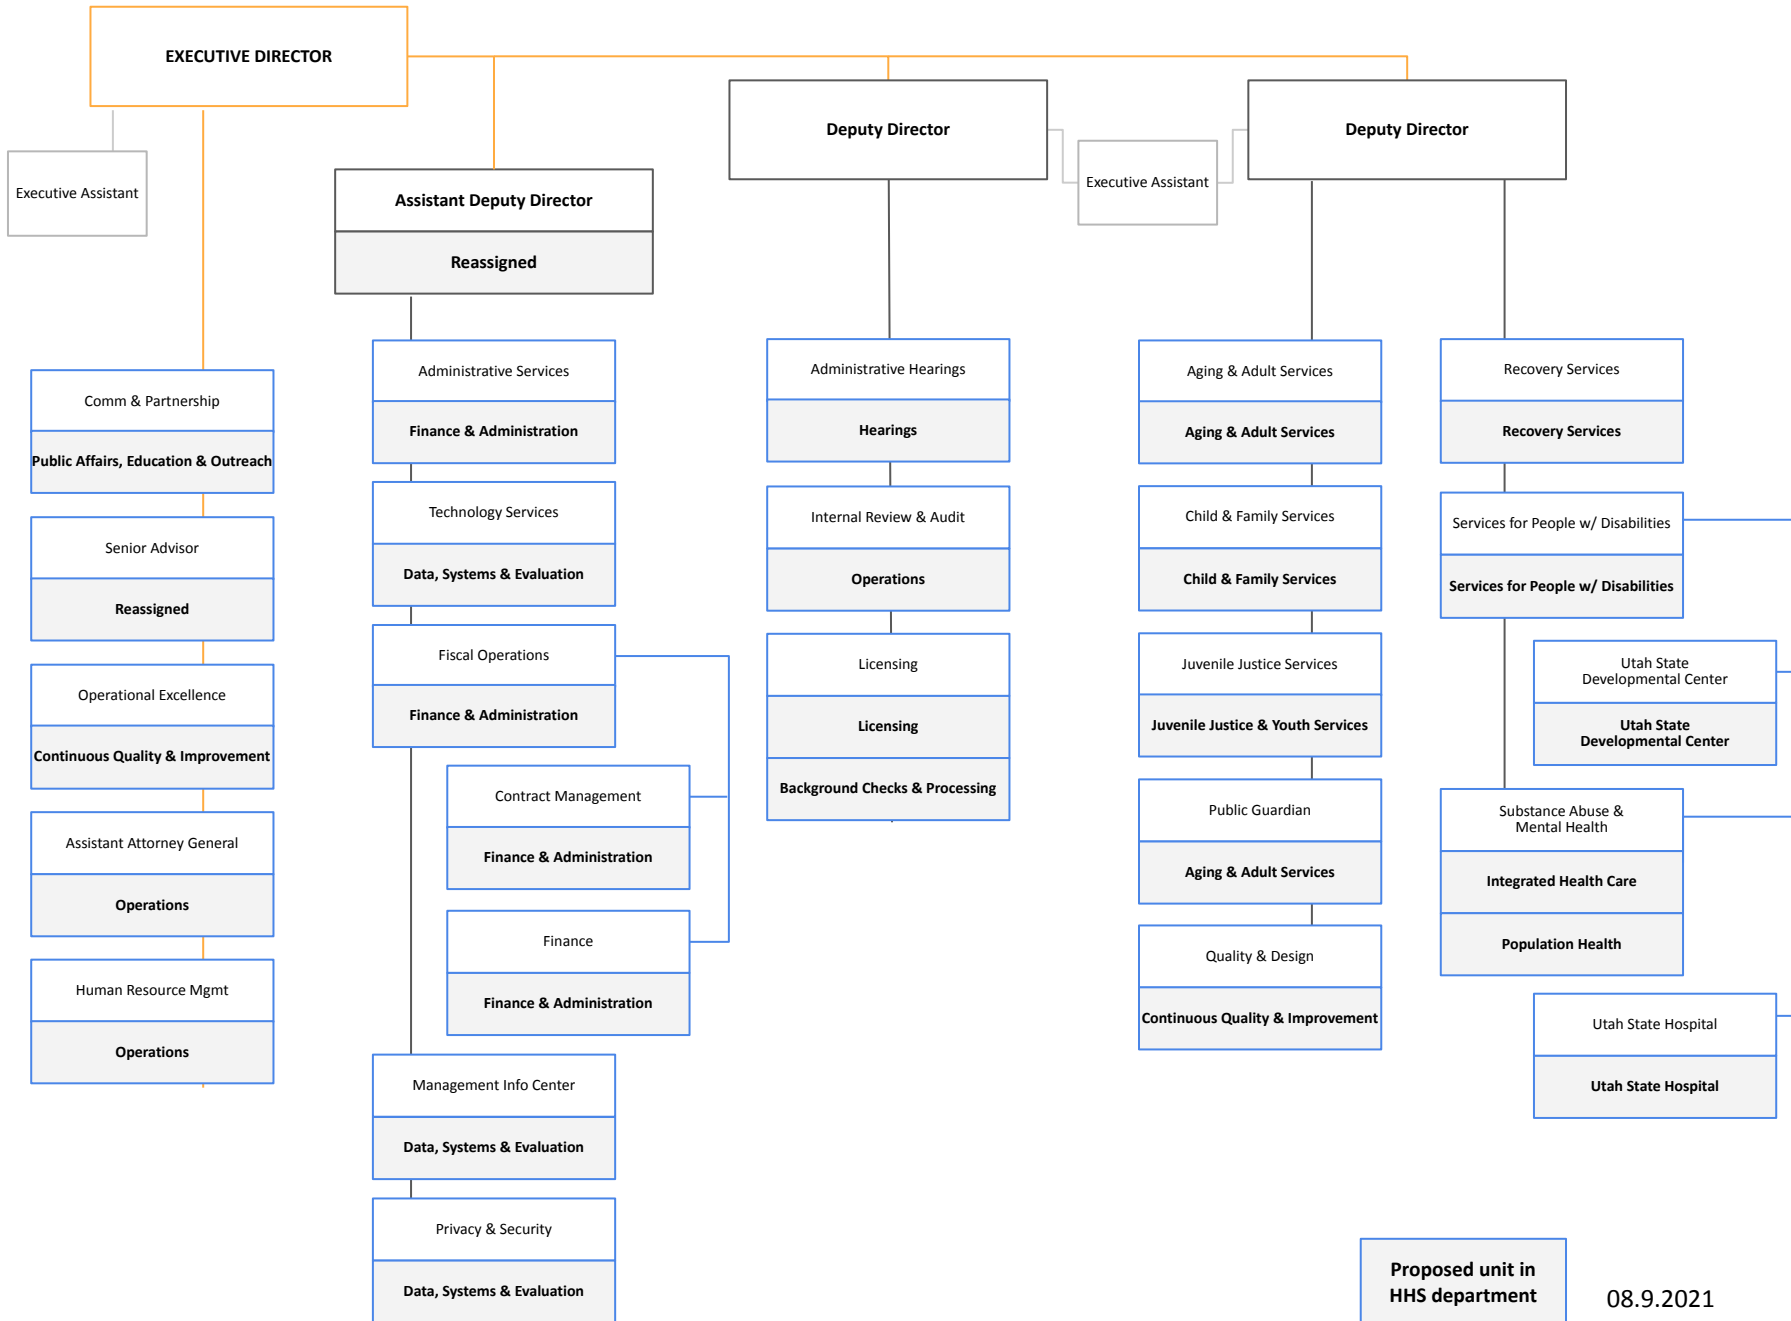 EXECUTIVE DIRECTOR
Executive Assistant
Comm & Partnership
Public Affairs, Education & Outreach
Senior Advisor
Reassigned
Operational Excellence
Continuous Quality & Improvement
Assistant Attorney General
Operations
Human Resource Mgmt
Operations
Assistant Deputy Director
Reassigned
Administrative Services
Finance & Administration
Technology Services
Data, Systems & Evaluation
Fiscal Operations
Finance & Administration
Contract Management
Finance & Administration
Finance
Finance & Administration
Management Info Center
Data, Systems & Evaluation
Privacy & Security
Data, Systems & Evaluation
Deputy Director
Administrative Hearings
Hearings
Internal Review & Audit
Operations
Licensing
Licensing
Background Checks & Processing
Executive Assistant
Deputy Director
Aging & Adult Services
Aging & Adult Services
Child & Family Services
Child & Family Services
Juvenile Justice Services
Juvenile Justice & Youth Services
Public Guardian
Aging & Adult Services
Quality & Design
Continuous Quality & Improvement
Recovery Services
Recovery Services
Services for People w/ Disabilities
Services for People w/ Disabilities
Utah State
Developmental Center
Utah State
Developmental Center
Substance Abuse &
Mental Health
Integrated Health Care
Population Health
Utah State Hospital
Utah State Hospital
Proposed unit in
HHS department
08.9.2021